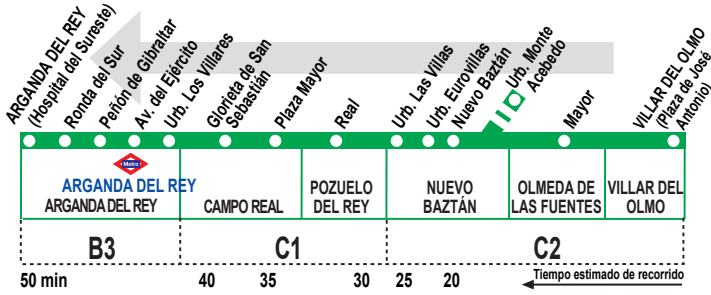 ARGANDA DEL REY
(Hospital del Sureste)
Ronda del Sur
Peñón de Gibraltar
Av. del Ejército
Urb. Los Villares
Glorieta de San
Sebastián
Plaza Mayor
Real
Urb. Las Villas
Urb. Eurovillas
Nuevo Baztán
Urb. Monte
Acebedo
Mayor
VILLAR DEL OLMO
(Plaza de José
Antonio)
Metro
ARGANDA DEL REY
ARGANDA DEL REY
CAMPO REAL
POZUELO
DEL REY
NUEVO
BAZTÁN
OLMEDA DE
LAS FUENTES
VILLAR DEL
OLMO
B3
C1
C2
50 min
40
35
30
25
20
Tiempo estimado de recorrido